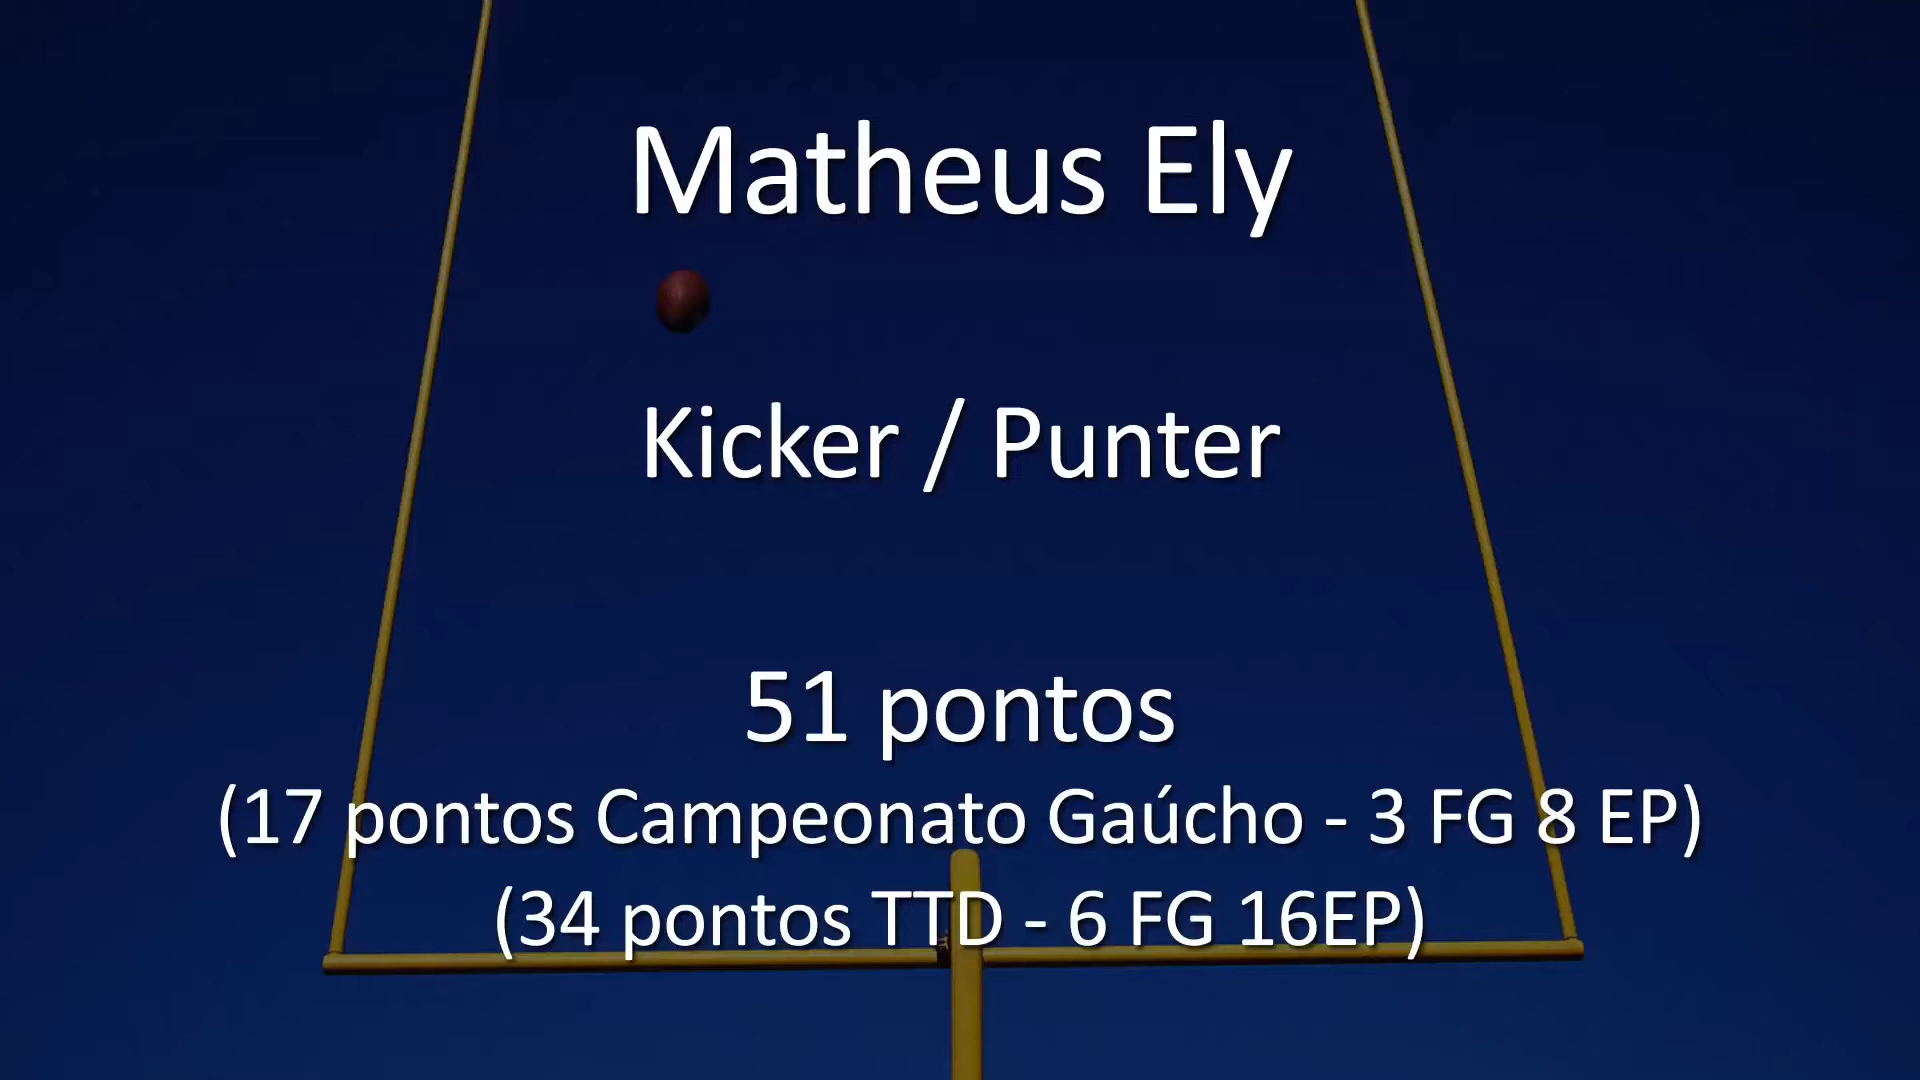 Matheus Ely
Kicker / Punter
51 pontos
(17 pontos Campeonato Gaúcho - 3 FG 8 EP)
(34 pontos TTD - 6 FG 16EP)